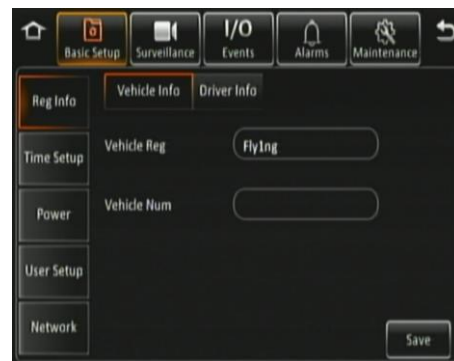 I/O
Basic Setup Surveillance Events Alarms Maintenance
Reg Info
Vehicle Info Driver Info
Vehicle Reg Fly1ng
Time Setup
Vehicle Num
Power
User Setup
Network
Save